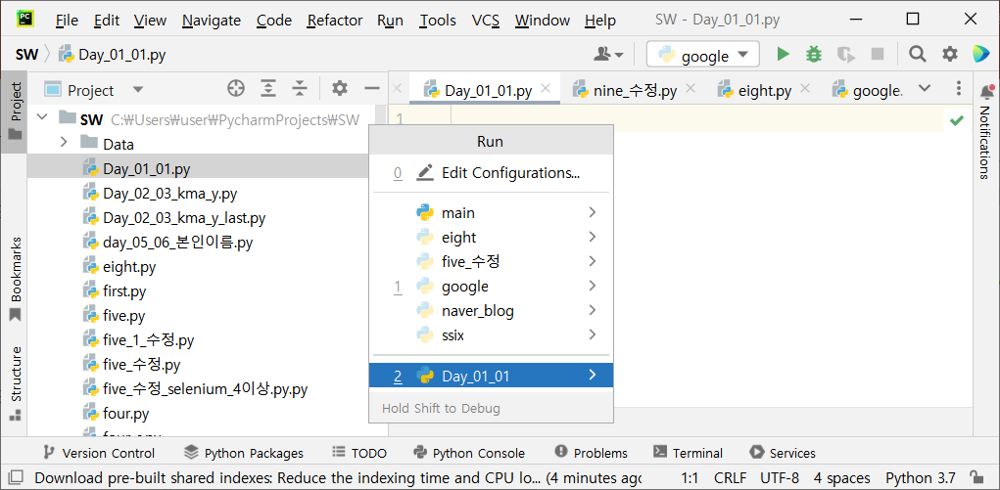 PC
File Edit View Navigate Code Refactor Run Tools VCS Window Help SW - Day_01_01.py
SW Day_01_01.py google
Project
Project
Day_01_01.py nine_수정.py eight.py google.
SW C:₩Users₩user₩PycharmProjects₩SW
1
Data
Day_01_01.py
Day_02_03_kma_y.py
Day_02_03_kma_y_last.py
day_05_06_본인이름.py
eight.py
first.py
five.py
five_1_수정.py
five_수정.py
five_수정_selenium_4이상.py.py
four.py
Run
0 Edit Configurations...
main
eight
five_수정
1 google
naver_blog
ssix
2 Day_01_01
Hold Shift to Debug
Notifications
Bookmarks
Structure
Version Control Python Packages TODO Python Console Problems Terminal Services
Download pre-built shared indexes: Reduce the indexing time and CPU lo... (4 minutes agc 1:1 CRLF UTF-8 4 spaces Python 3.7